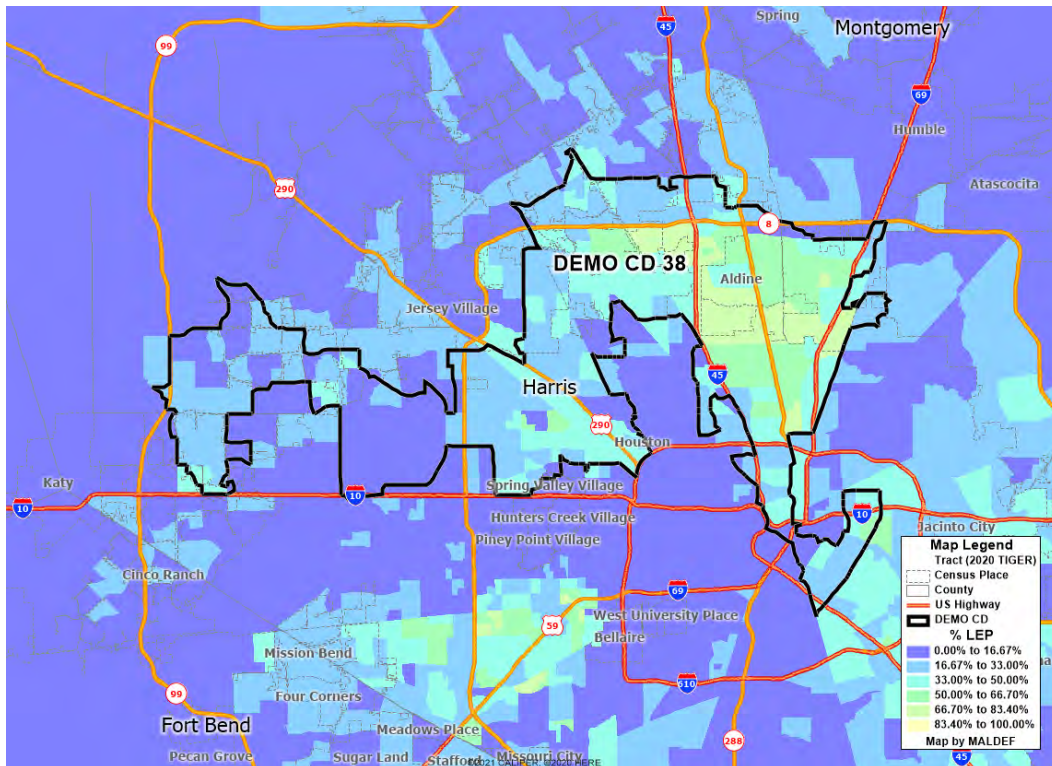 Spring
Montgomery
45
99
69
Humble
290
Atascocita
8
DEMO CD 38
Aldine
Jersey Village
45
Harris
290
Houston
Katy
Spring Valley Village
10
10
Hunters Creek Village
10
Jacinto City
Piney Point Village
Cinco Ranch
69
West University Place
59
Bellaire
Mission Bend
610
Four Corners
99
Fort Bend
Meadows Place
288
Pecan Grove
Sugar Land
Stafford
Missouri City
45
©2021 CALIPER; ©2020 HERE
Map Legend
Tract (2020 TIGER)
Census Place
County
US Highway
DEMO CD
% LEP
0.00% to 16.67%
16.67% to 33.00%
33.00% to 50.00%
50.00% to 66.70%
66.70% to 83.40%
83.40% to 100.00%
Map by MALDEF